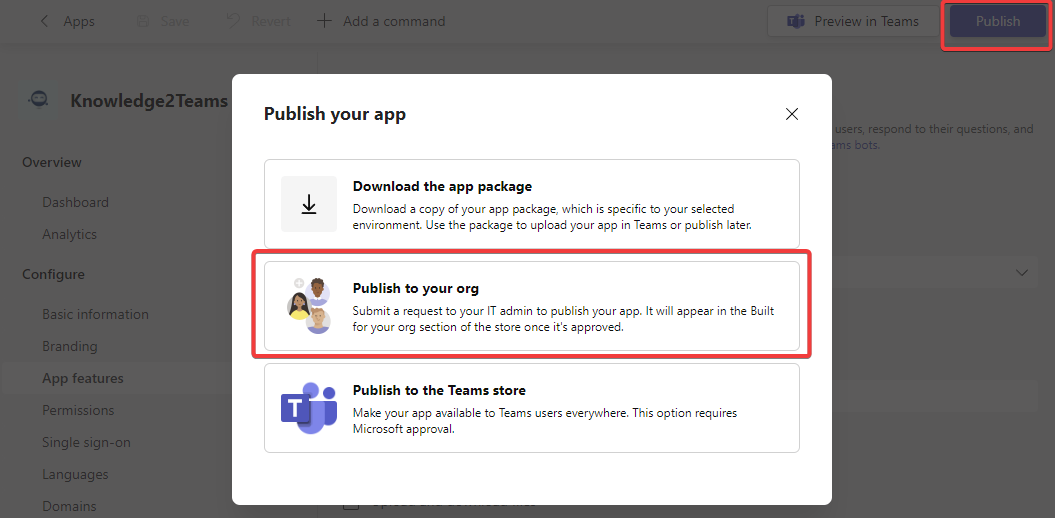 Apps
Save
Revert
Add a command
Preview in Teams
Publish
Knowledge2Teams
Overview
Dashboard
Analytics
Configure
Basic information
Branding
App features
Permissions
Single sign-on
Languages
Domains
users, respond to their questions, and
ams bots.
Publish your app
Download the app package
Download a copy of your app package, which is specific to your selected
environment. Use the package to upload your app in Teams or publish later.
Publish to your org
Submit a request to your IT admin to publish your app. It will appear in the Built
for your org section of the store once it's approved.
T
Publish to the Teams store
Make your app available to Teams users everywhere. This option requires
Microsoft approval.